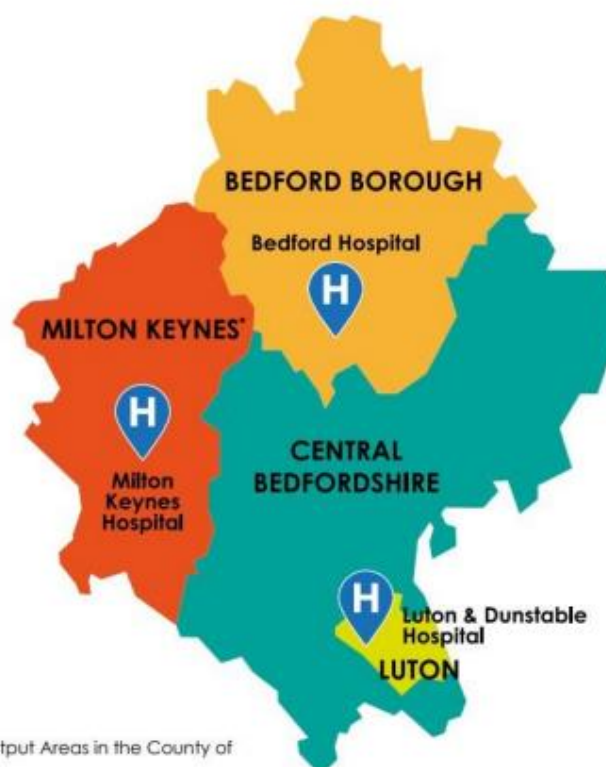 BEDFORD BOROUGH
Bedford Hospital
H
MILTON KEYNES*
H
Milton
Keynes
Hospital
CENTRAL
BEDFORDSHIRE
H
Luton & Dunstable
Hospital
LUTON
tput Areas in the County of